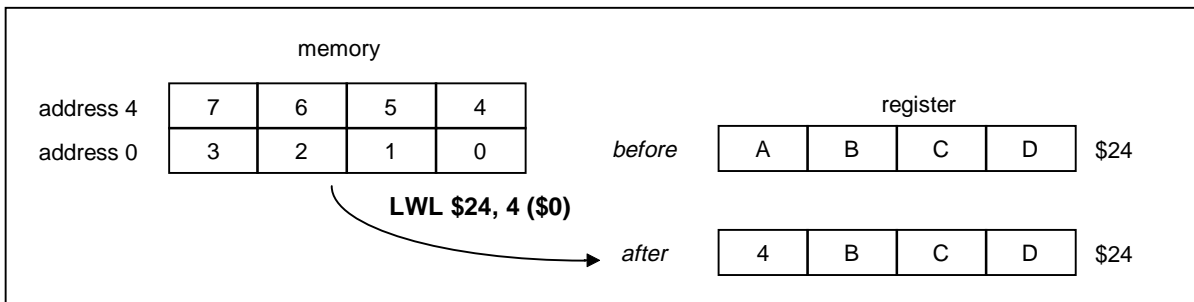 memory
address 4 7 6 5 4
register
address 0 3 2 1 0
before A B C D $24
LWL $24, 4 ($0)
after 4 B C D $24